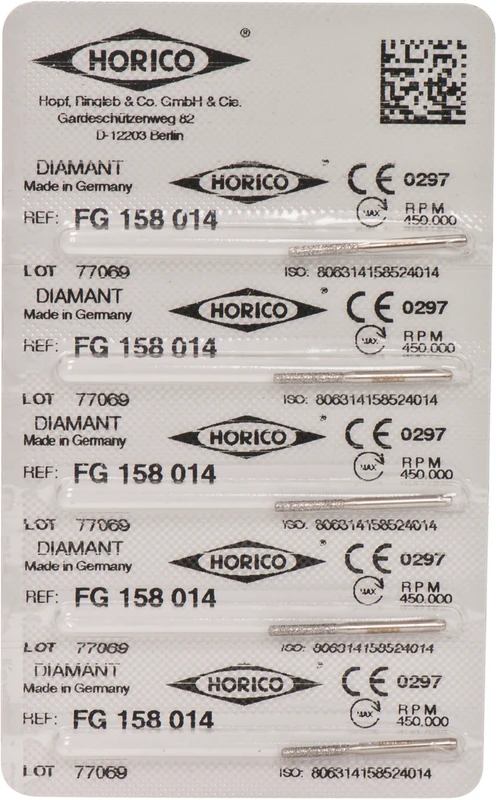 HORICO ®
Hopf, Ringleb & Co. GmbH & Cie.
Gardeschützenweg 82
D-12203 Berlin
DIAMANT HORICO ® CE 0297
Made in Germany
REF: FG 158 014 MAX RPM 450.000
LOT 77069 ISO: 806314158524014
DIAMANT HORICO ® CE 0297
Made in Germany
REF: FG 158 014 MAX RPM 450.000
LOT 77069 ISO: 806314158524014
DIAMANT HORICO ® CE 0297
Made in Germany
REF: FG 158 014 MAX RPM 450.000
LOT 77069 ISO: 806314158524014
DIAMANT HORICO ® CE 0297
Made in Germany
REF: FG 158 014 MAX RPM 450.000
LOT 77069 ISO: 806314158524014
DIAMANT HORICO ® CE 0297
Made in Germany
REF: FG 158 014 MAX RPM 450.000
LOT 77069 ISO: 806314158524014